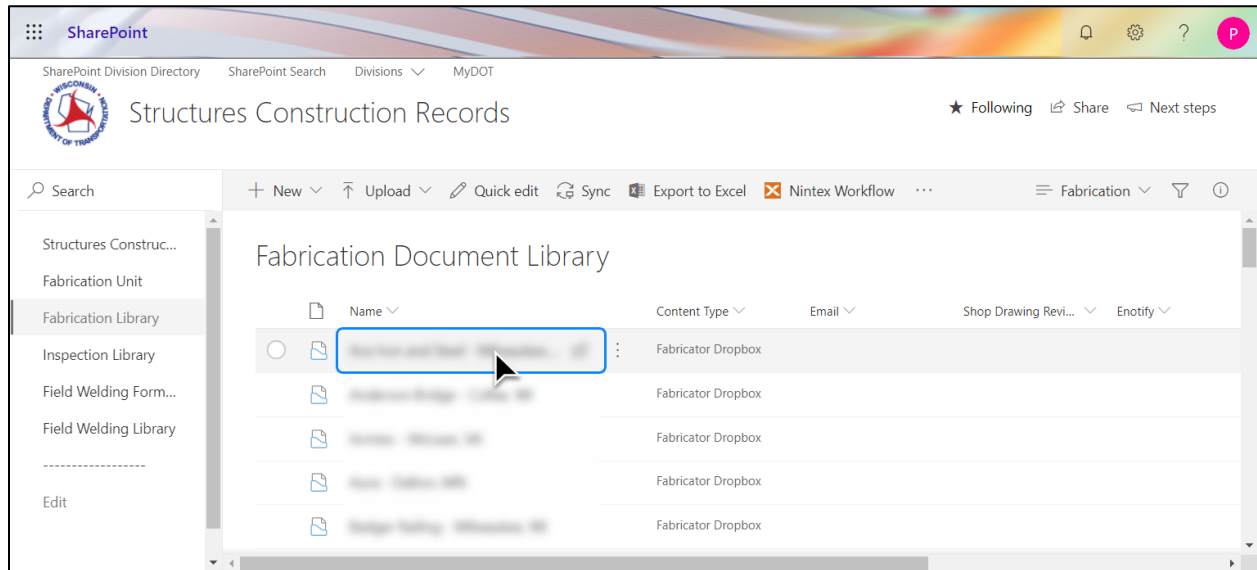 SharePoint
?
P
SharePoint Division Directory SharePoint Search Divisions MyDOT
WISCONSIN
DEPARTMENT OF TRANSPORTATION
Structures Construction Records
Following Share Next steps
Search
New Upload Quick edit Sync Export to Excel Nintex Workflow ... Fabrication
Structures Construc...
Fabrication Unit
Fabrication Library
Inspection Library
Field Welding Form...
Field Welding Library
-----------------
Edit
Fabrication Document Library
Name Content Type Email Shop Drawing Revi... Enotify
Fabricator Dropbox
Fabricator Dropbox
Fabricator Dropbox
Fabricator Dropbox
Fabricator Dropbox